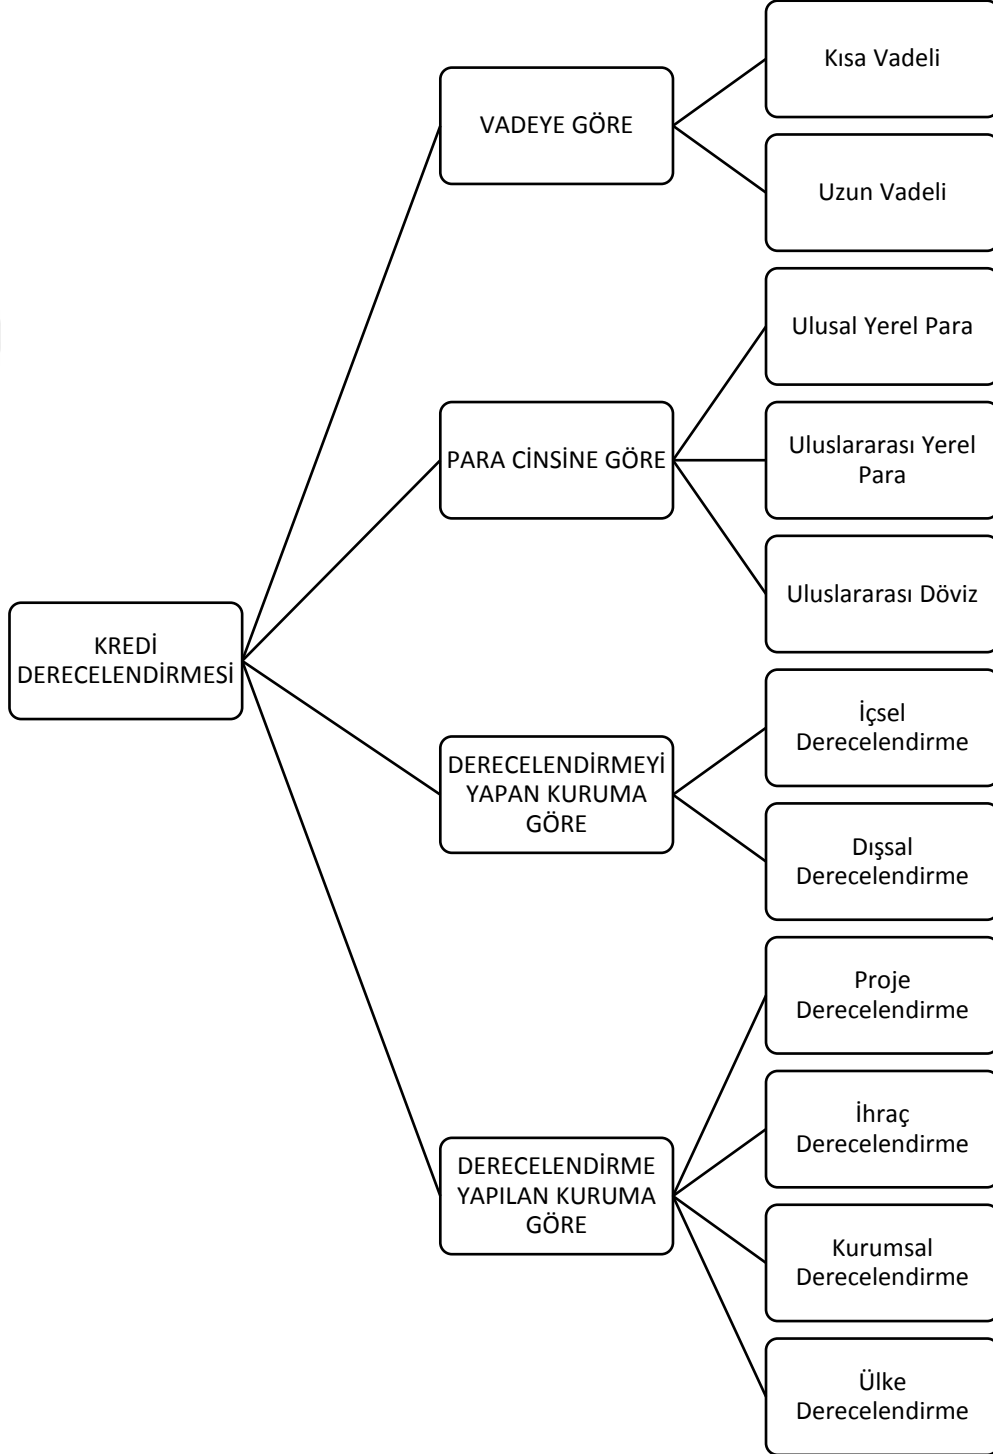 KREDİ
DERECELENDİRMESİ
VADEYE GÖRE
Kısa Vadeli
Uzun Vadeli
PARA CİNSİNE GÖRE
Ulusal Yerel Para
Uluslararası Yerel
Para
Uluslararası Döviz
DERECELENDİRMEYİ
YAPAN KURUMA
GÖRE
İçsel
Derecelendirme
Dışsal
Derecelendirme
DERECELENDİRME
YAPILAN KURUMA
GÖRE
Proje
Derecelendirme
İhraç
Derecelendirme
Kurumsal
Derecelendirme
Ülke
Derecelendirme